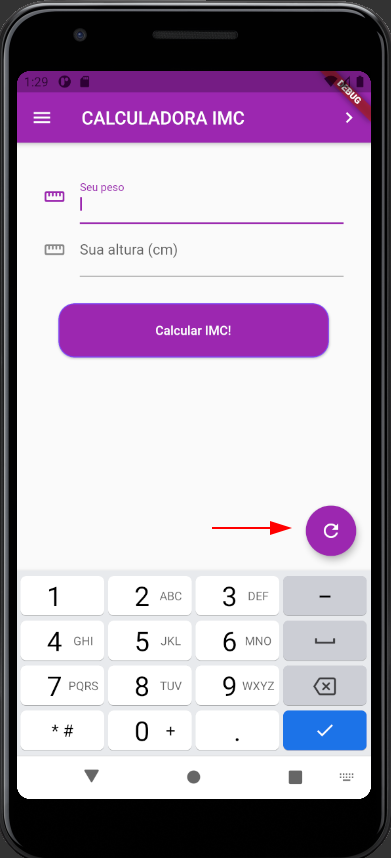 1:29
DEBUG
CALCULADORA IMC
Seu peso
Sua altura (cm)
Calcular IMC!
1 2 ABC 3 DEF −
4 GHI 5 JKL 6 MNO
7 PQRS 8 TUV 9 WXYZ
* # 0 + .